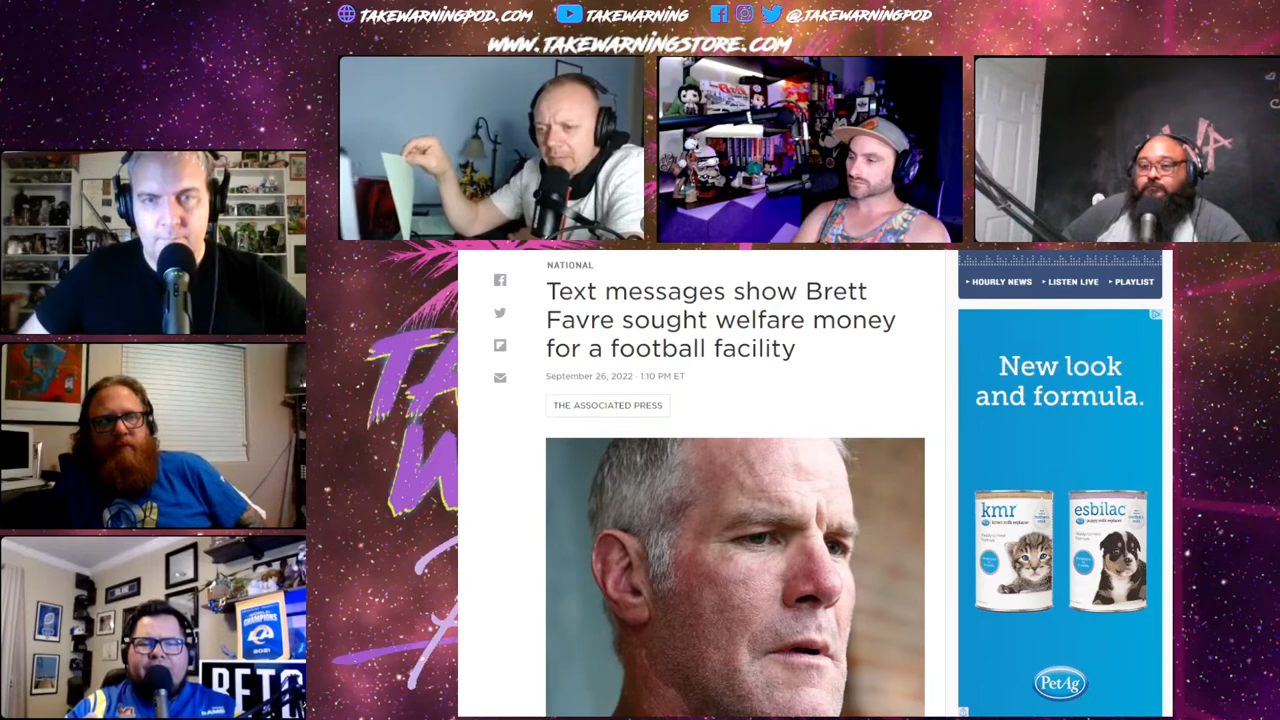 TAKEWARNINGPOD.COM
TAKEWARNING
@TAKEWARNINGPOD
WWW.TAKEWARNINGSTORE.COM
NATIONAL
Text messages show Brett
Favre sought welfare money
for a football facility
September 26, 2022 · 1:10 PM ET
THE ASSOCIATED PRESS
HOURLY NEWS
LISTEN LIVE
PLAYLIST
New look
and formula.
kmr
esbilac
PetAg
CHAMPIONS
2021